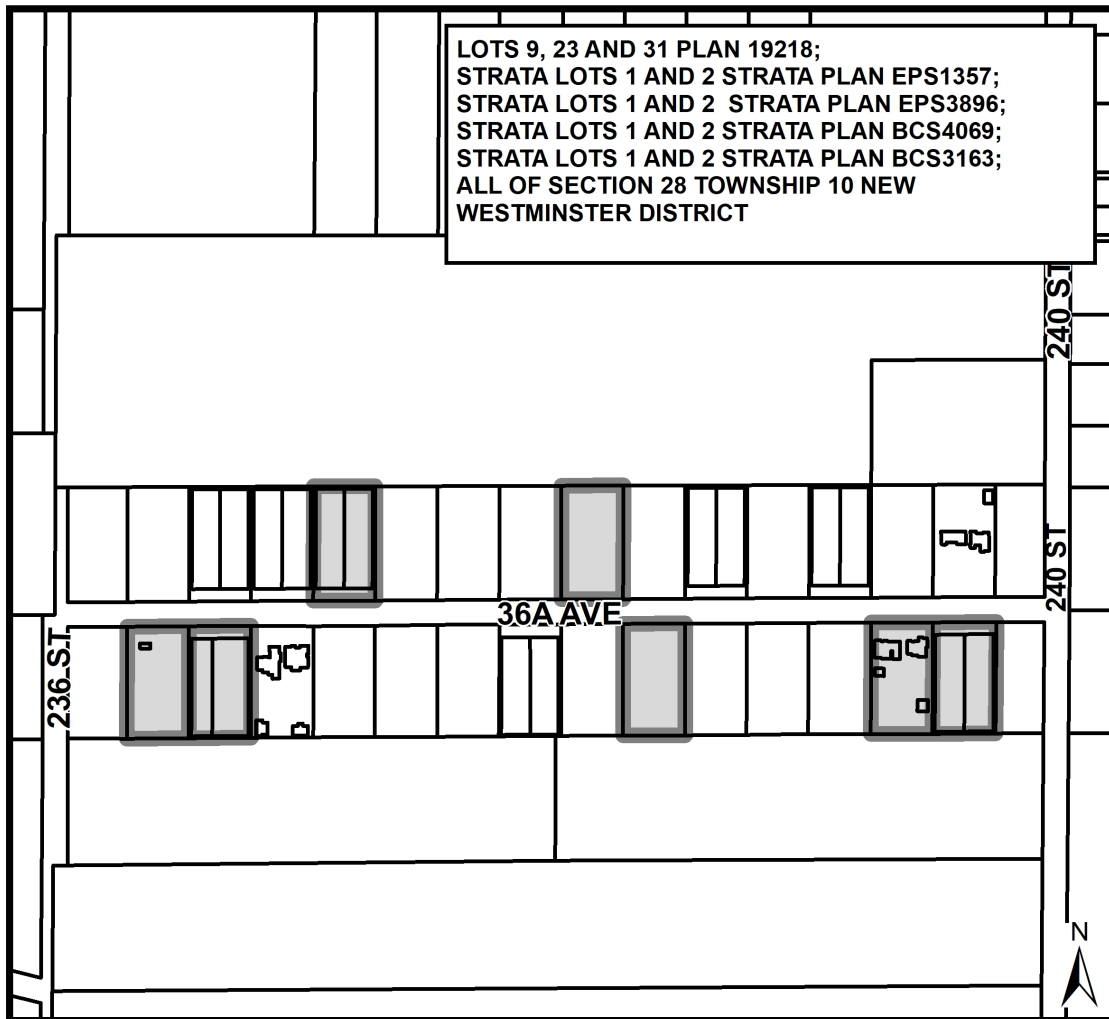 LOTS 9, 23 AND 31 PLAN 19218;
STRATA LOTS 1 AND 2 STRATA PLAN EPS1357;
STRATA LOTS 1 AND 2 STRATA PLAN EPS3896;
STRATA LOTS 1 AND 2 STRATA PLAN BCS4069;
STRATA LOTS 1 AND 2 STRATA PLAN BCS3163;
ALL OF SECTION 28 TOWNSHIP 10 NEW
WESTMINSTER DISTRICT
240 ST
240 ST
36A AVE
236 ST
N